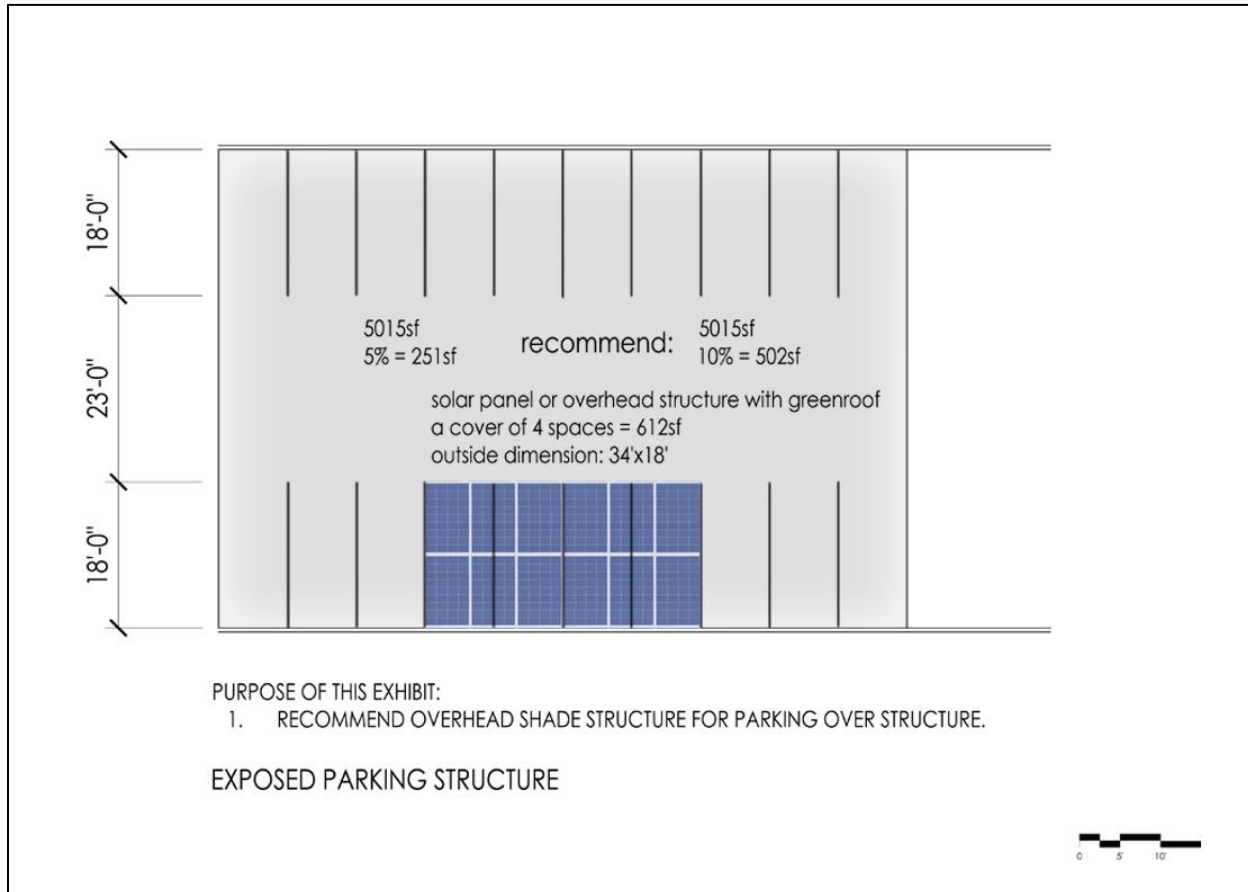 18'-0"
23'-0"
18'-0"
5015sf
5% = 251sf
recommend:
5015sf
10% = 502sf
solar panel or overhead structure with greenroof
a cover of 4 spaces = 612sf
outside dimension: 34'x18'
PURPOSE OF THIS EXHIBIT:
1. RECOMMEND OVERHEAD SHADE STRUCTURE FOR PARKING OVER STRUCTURE.
EXPOSED PARKING STRUCTURE
0 5' 10'